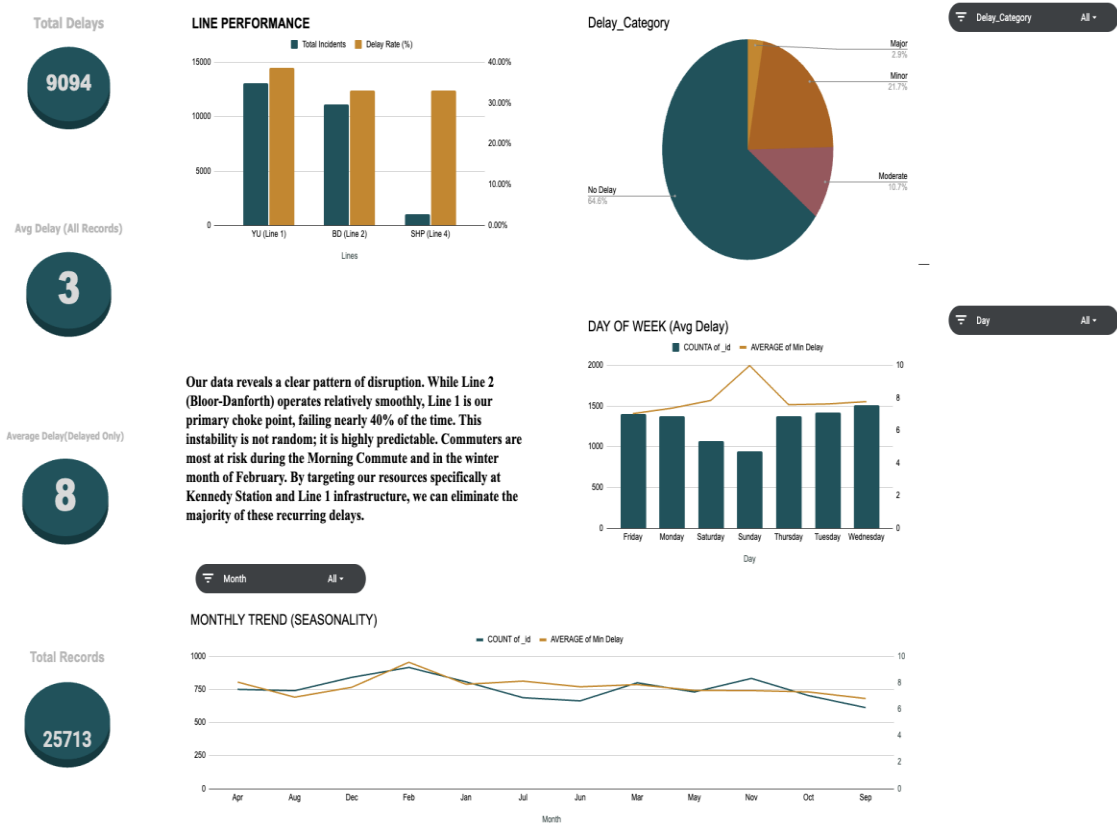 Total Delays
9094
Avg Delay (All Records)
3
Average Delay(Delayed Only)
8
Total Records
25713
LINE PERFORMANCE
Total Incidents
Delay Rate (%)
15000
10000
5000
0
40.00%
30.00%
20.00%
10.00%
0.00%
YU (Line 1)
BD (Line 2)
SHP (Line 4)
Lines
Delay_Category
Major
2.9%
Minor
21.7%
Moderate
10.7%
No Delay
64.6%
Delay_Category All
Our data reveals a clear pattern of disruption. While Line 2
(Bloor-Danforth) operates relatively smoothly, Line 1 is our
primary choke point, failing nearly 40% of the time. This
instability is not random; it is highly predictable. Commuters are
most at risk during the Morning Commute and in the winter
month of February. By targeting our resources specifically at
Kennedy Station and Line 1 infrastructure, we can eliminate the
majority of these recurring delays.
DAY OF WEEK (Avg Delay)
COUNTA of _id
AVERAGE of Min Delay
2000
1500
1000
500
0
10
8
6
4
2
0
Friday
Monday
Saturday
Sunday
Thursday
Tuesday
Wednesday
Day
Day All
Month All
MONTHLY TREND (SEASONALITY)
COUNT of _id
AVERAGE of Min Delay
1000
750
500
250
0
10
8
6
4
2
0
Apr
Aug
Dec
Feb
Jan
Jul
Jun
Mar
May
Nov
Oct
Sep
Month